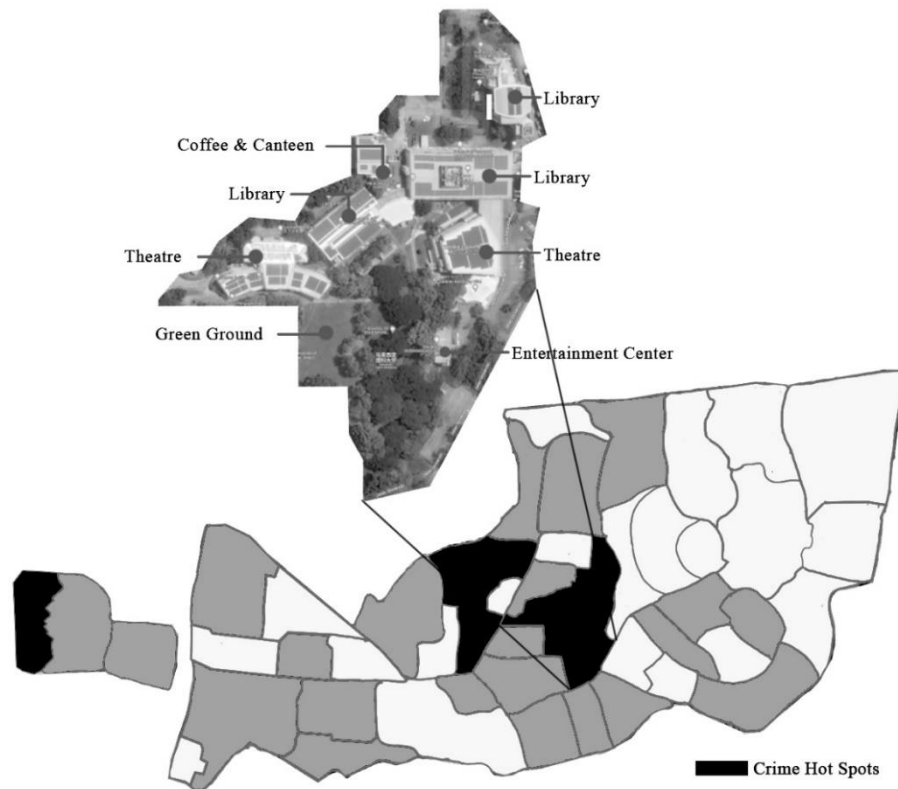 Library
Coffee & Canteen
Library
Library
Theatre
Theatre
Green Ground
Entertainment Center
Crime Hot Spots